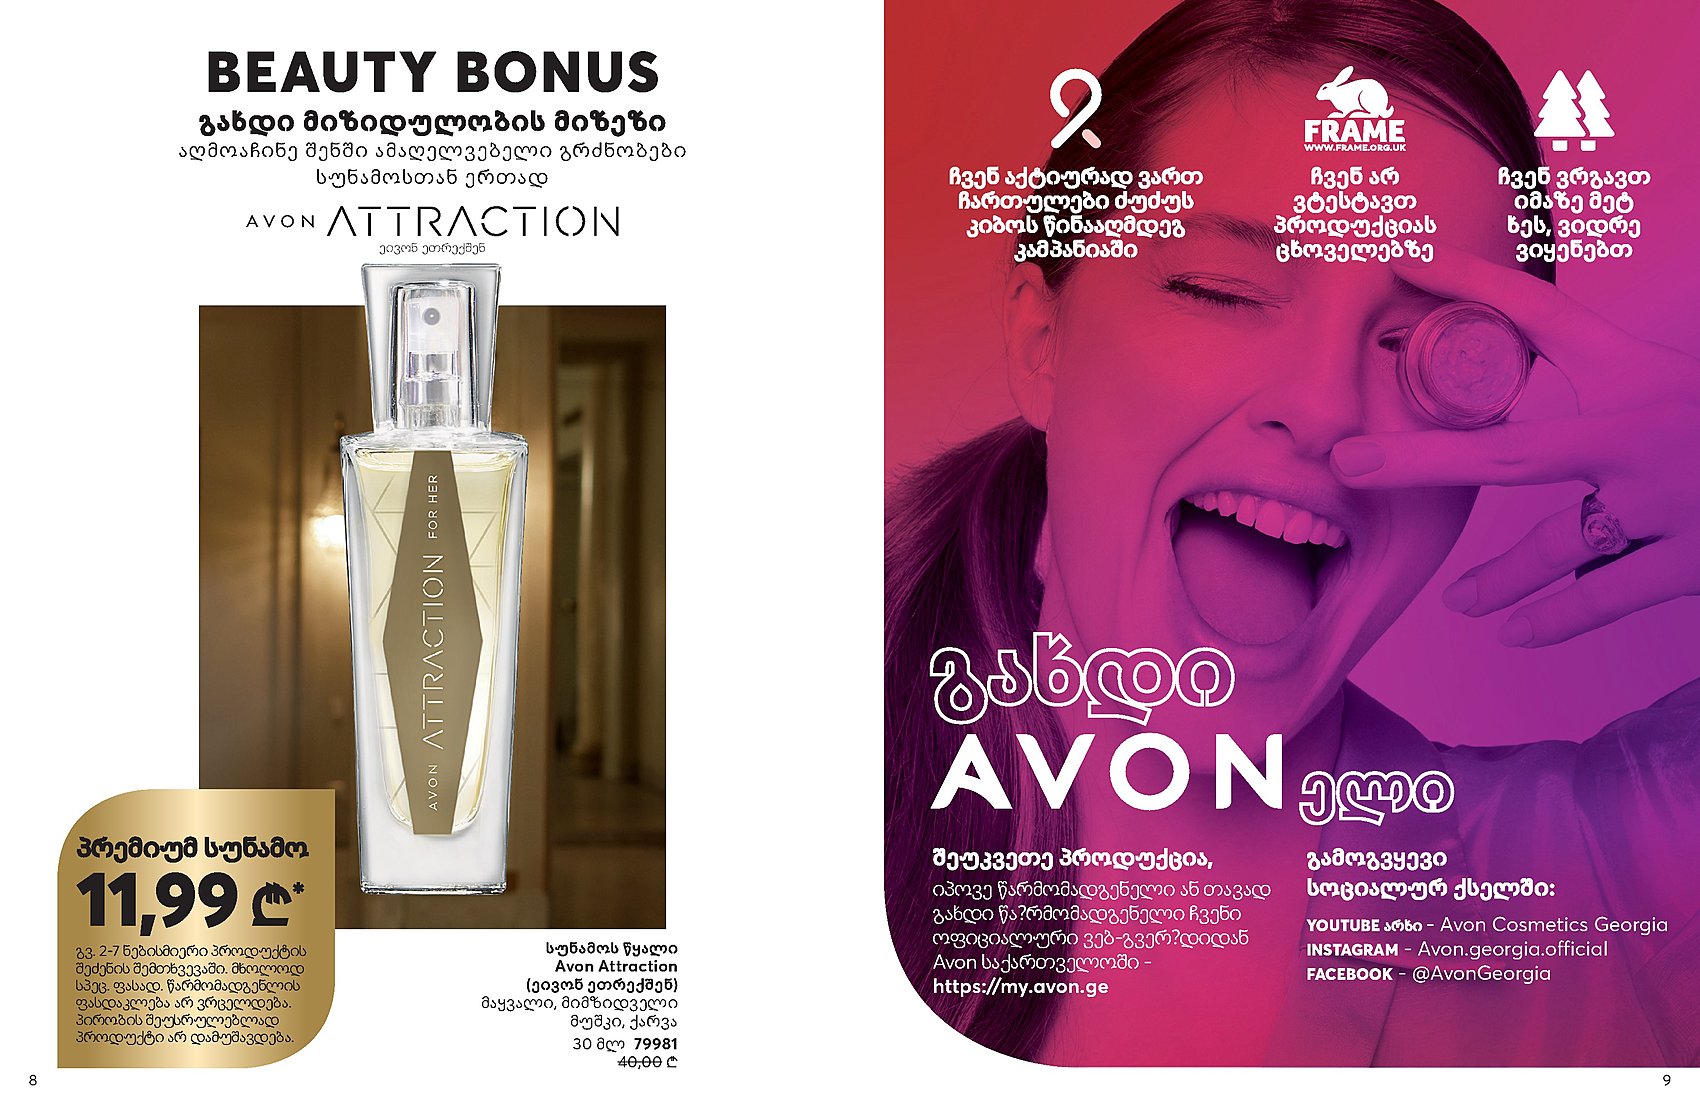 BEAUTY BONUS
გახდი მიზიდულობის მიზეზი
აღმოაჩინე შენში ამაღელვებელი გრძნობები
სუნამოსთან ერთად
AVON ATTRACTION
ეივონ ეთრექშენ
AVON ATTRACTION FOR HER
პრემიუმ სუნამო
11,99 ₾*
გვ. 2-7 ნებისმიერი პროდუქტის
შეძენის შემთხვევაში. მხოლოდ
სპეც. ფასად. წარმომადგენლის
ფასდაკლება არ ვრცელდება.
პირობის შეუსრულებლად
პროდუქტი არ დამუშავდება.
სუნამოს წყალი
Avon Attraction
(ეივონ ეთრექშენ)
მაყვალი, მიმზიდველი
მუშკი, ქარვა
30 მლ 79981
40,00 ₾
8
FRAME
WWW.FRAME.ORG.UK
ჩვენ აქტიურად ვართ
ჩართულები ძუძუს
კიბოს წინააღმდეგ
კამპანიაში
ჩვენ არ
ვტესტავთ
პროდუქციას
ცხოველებზე
ჩვენ ვრგავთ
იმაზე მეტ
ხეს, ვიდრე
ვიყენებთ
გახდი
AVON ელი
შეუკვეთე პროდუქცია,
იპოვე წარმომადგენელი ან თავად
გახდი წა?რმომადგენელი ჩვენი
ოფიციალური ვებ-გვერ?დიდან
Avon საქართველოში -
https://my.avon.ge
გამოგვყევი
სოციალურ ქსელში:
YOUTUBE არხი - Avon Cosmetics Georgia
INSTAGRAM - Avon.georgia.official
FACEBOOK - @AvonGeorgia
9